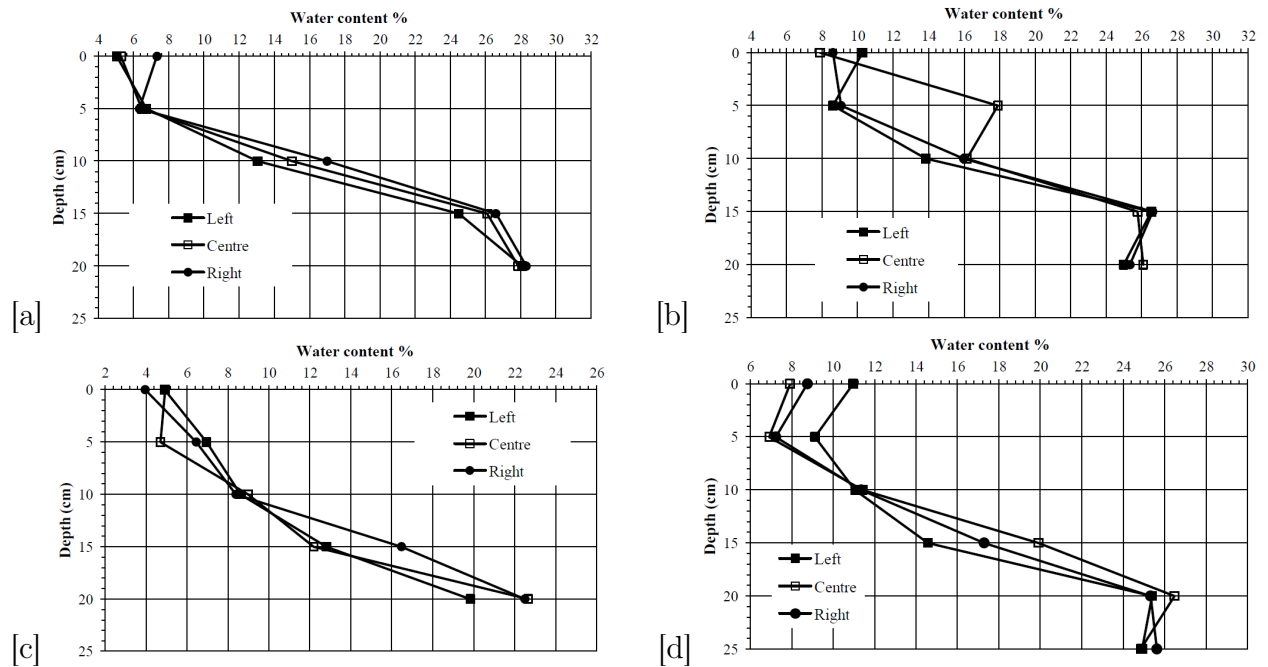 Water content %
4 6 8 10 12 14 16 18 20 22 24 26 28 30 32
0
5
10
15
20
25
Depth (cm)
Left
Centre
Right
[a]
Water content %
4 6 8 10 12 14 16 18 20 22 24 26 28 30 32
0
5
10
15
20
25
Depth (cm)
Left
Centre
Right
[b]
Water content %
2 4 6 8 10 12 14 16 18 20 22 24 26
0
5
10
15
20
25
Depth (cm)
Left
Centre
Right
[c]
Water content %
6 8 10 12 14 16 18 20 22 24 26 28 30
0
5
10
15
20
25
Depth (cm)
Left
Centre
Right
[d]